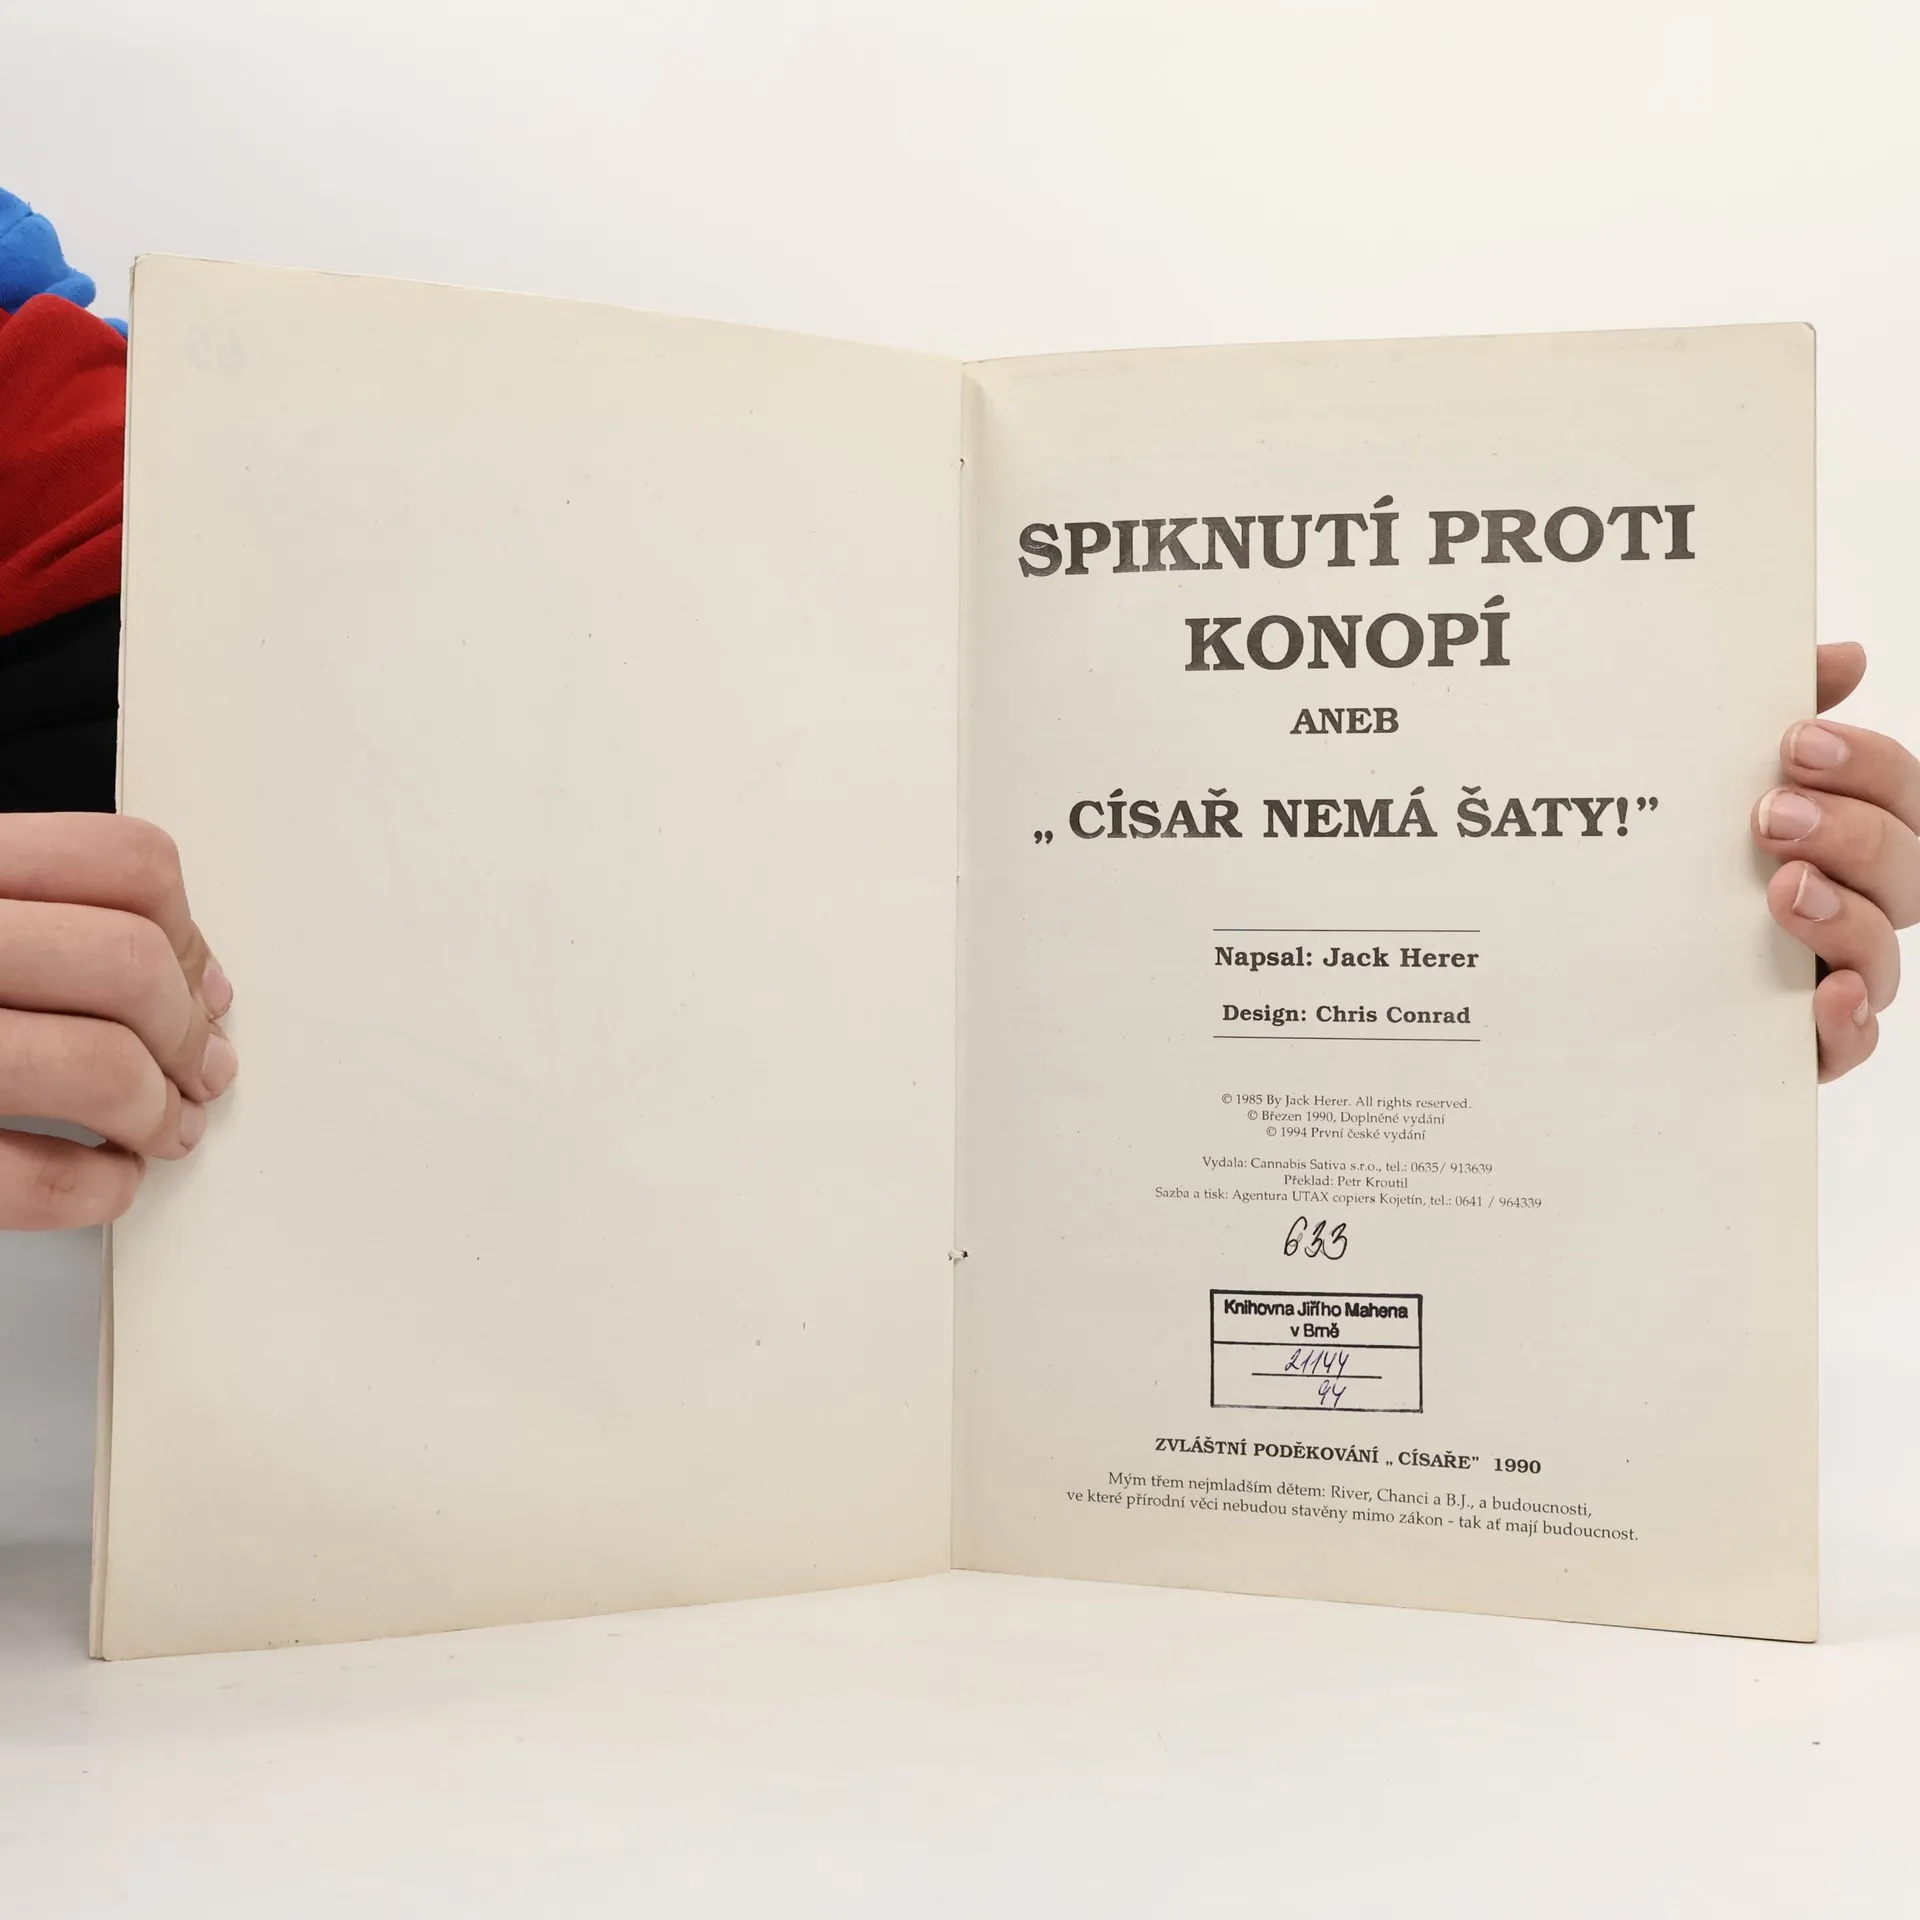 SPIKNUTÍ PROTI
KONOPÍ
ANEB
„CÍSAŘ NEMÁ ŠATY!”
Napsal: Jack Herer
Design: Chris Conrad
© 1985 By Jack Herer. All rights reserved.
© Březen 1990, Doplněné vydání
© 1994 První české vydání
Vydala: Cannabis Sativa s.r.o., tel.: 0635/ 913639
Překlad: Petr Kroutil
Sazba a tisk: Agentura UTAX copiers Kojetín, tel.: 0641 / 964339
633
Knihovna Jiřího Mahena
v Brně
21144
94
ZVLÁŠTNÍ PODĚKOVÁNÍ „CÍSAŘE” 1990
Mým třem nejmladším dětem: River, Chanci a B.J., a budoucnosti,
ve které přírodní věci nebudou stavěny mimo zákon - tak ať mají budoucnost.